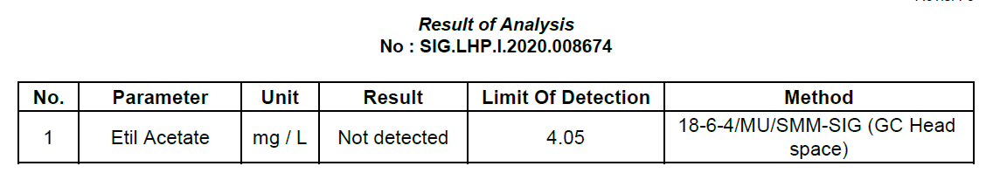 Result of Analysis
No : SIG.LHP.I.2020.008674
No. Parameter Unit Result Limit Of Detection Method
1 Etil Acetate mg / L Not detected 4.05 18-6-4/MU/SMM-SIG (GC Head
space)